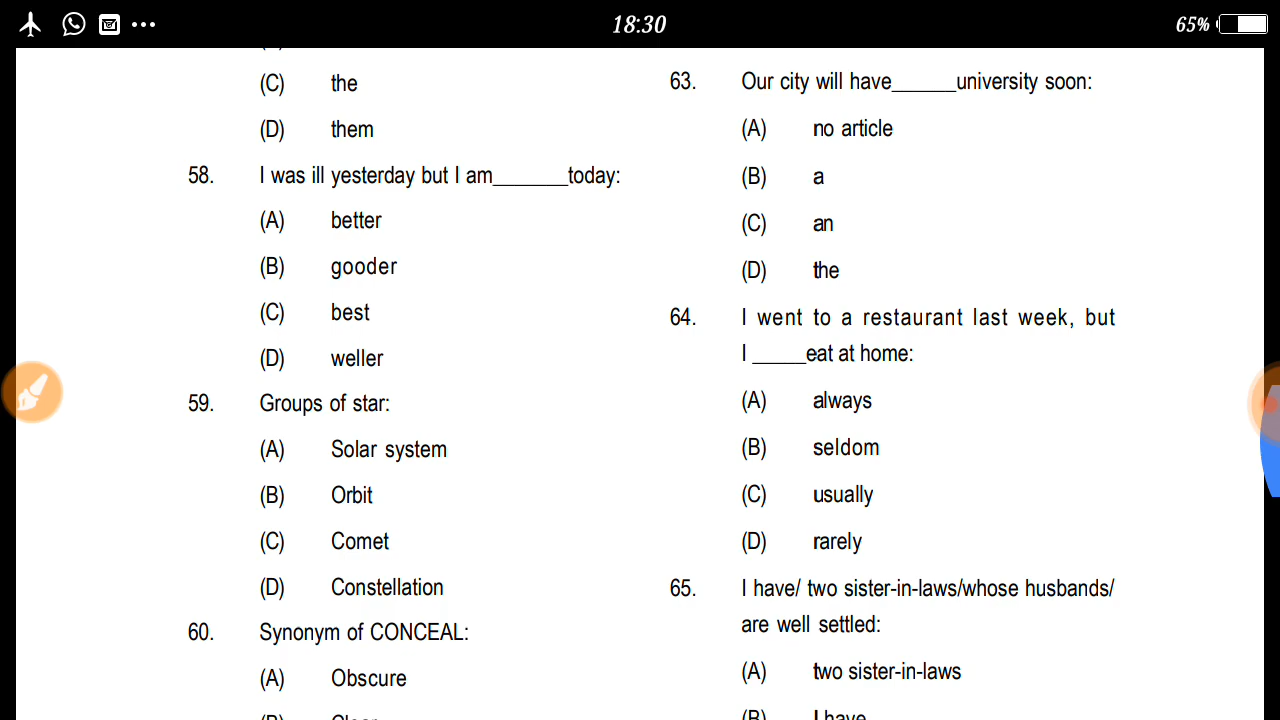 18:30
65%
(C) the
(D) them
58. I was ill yesterday but I am_______today:
(A) better
(B) gooder
(C) best
(D) weller
59. Groups of star:
(A) Solar system
(B) Orbit
(C) Comet
(D) Constellation
60. Synonym of CONCEAL:
(A) Obscure
63. Our city will have______university soon:
(A) no article
(B) a
(C) an
(D) the
64. I went to a restaurant last week, but
I _____eat at home:
(A) always
(B) seldom
(C) usually
(D) rarely
65. I have/ two sister-in-laws/whose husbands/
are well settled:
(A) two sister-in-laws
(B) I have